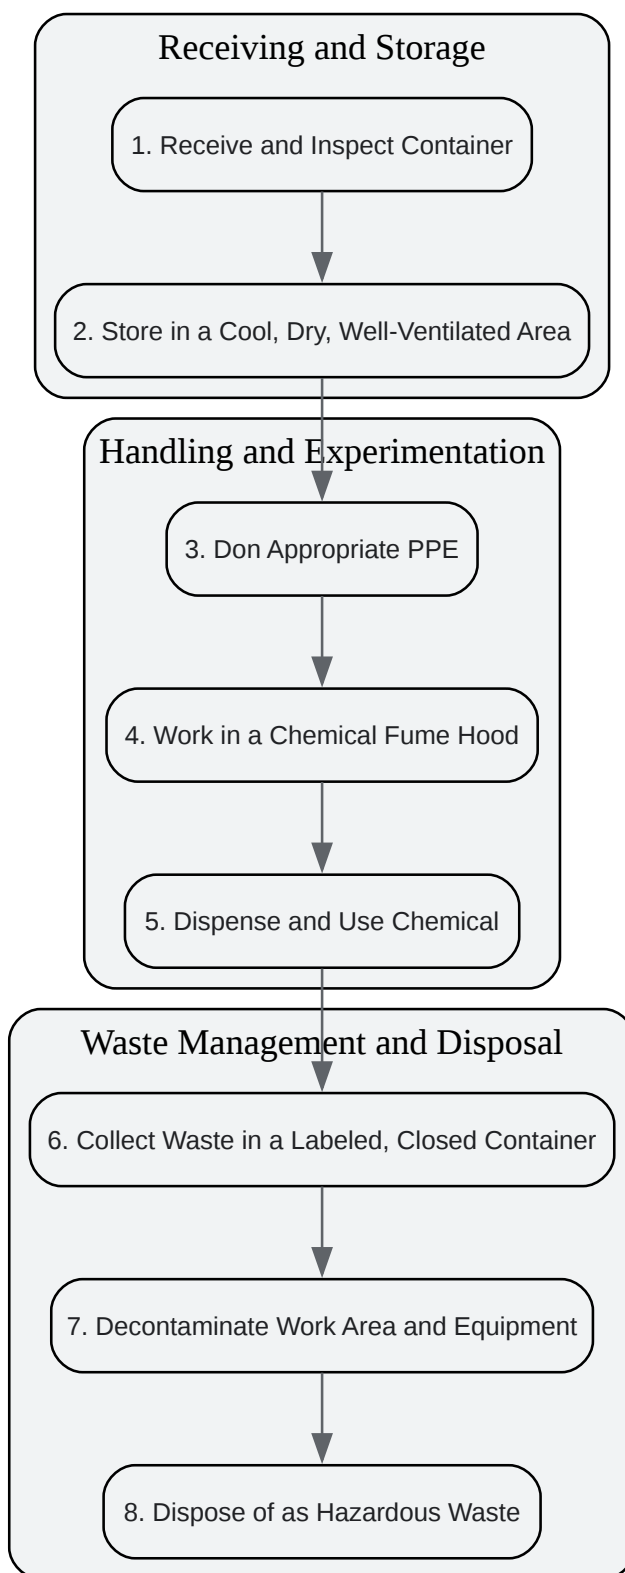 Receiving and Storage
1. Receive and Inspect Container
2. Store in a Cool, Dry, Well-Ventilated Area
Handling and Experimentation
3. Don Appropriate PPE
4. Work in a Chemical Fume Hood
5. Dispense and Use Chemical
Waste Management and Disposal
6. Collect Waste in a Labeled, Closed Container
7. Decontaminate Work Area and Equipment
8. Dispose of as Hazardous Waste